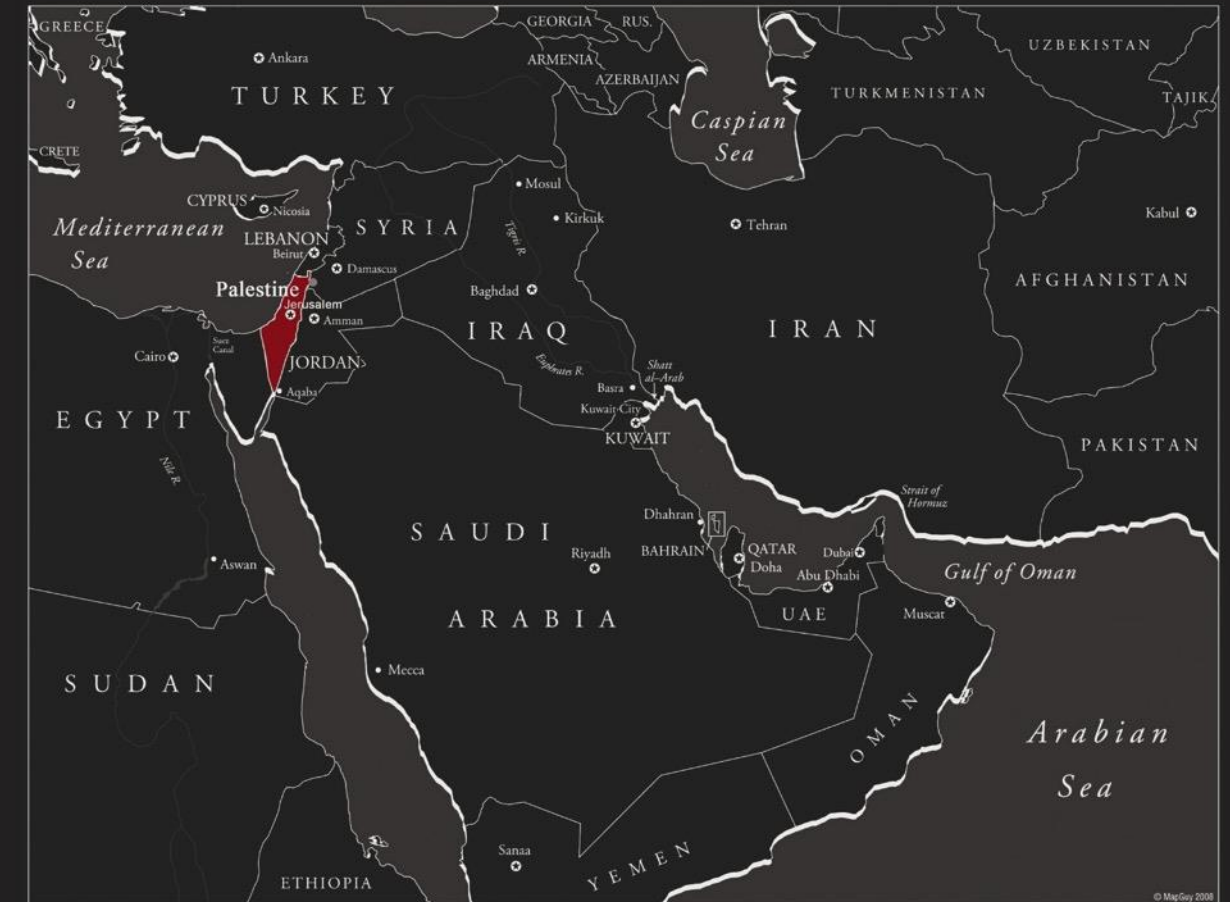 GREECE
GEORGIA
RUS.
UZBEKISTAN
Ankara
ARMENIA
AZERBAIJAN
TURKMENISTAN
TAJIK.
TURKEY
Caspian
Sea
CRETE
CYPRUS
Nicosia
Mosul
Kirkuk
Tigris R.
Tehran
Kabul
Mediterranean
Sea
SYRIA
LEBANON
Beirut
Damascus
Palestine
Jerusalem
Amman
Baghdad
AFGHANISTAN
IRAQ
IRAN
Suez
Canal
Cairo
JORDAN
Euphrates R.
Shatt
al-Arab
Aqaba
Basra
Kuwait City
KUWAIT
EGYPT
PAKISTAN
Nile R.
Strait of
Hormuz
Dhahran
SAUDI
ARABIA
Riyadh
BAHRAIN
QATAR
Doha
Dubai
Abu Dhabi
Gulf of Oman
Aswan
UAE
Muscat
Mecca
SUDAN
OMAN
Arabian
Sea
Sanaa
YEMEN
ETHIOPIA
© MapGuy 2008